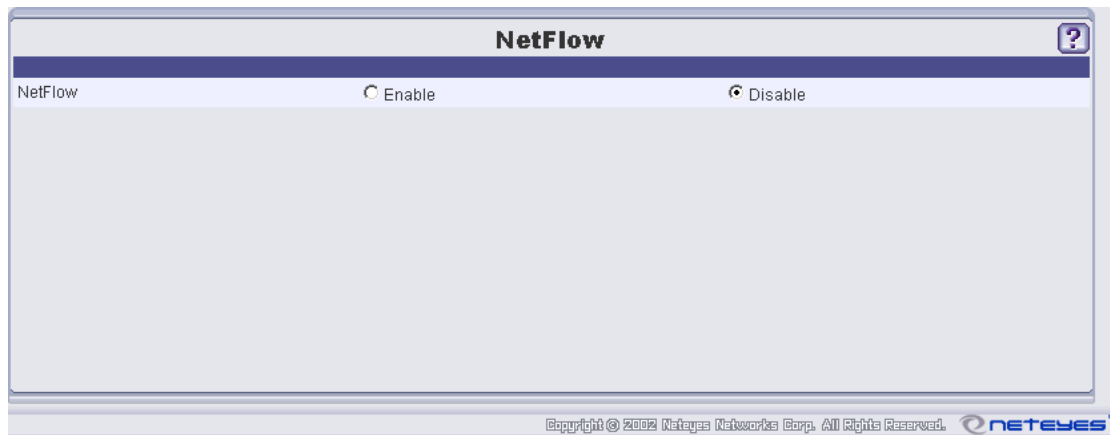 NetFlow
?
NetFlow Enable Disable
Copyright © 2002 Neteyes Networks Corp. All Rights Reserved. neteyes